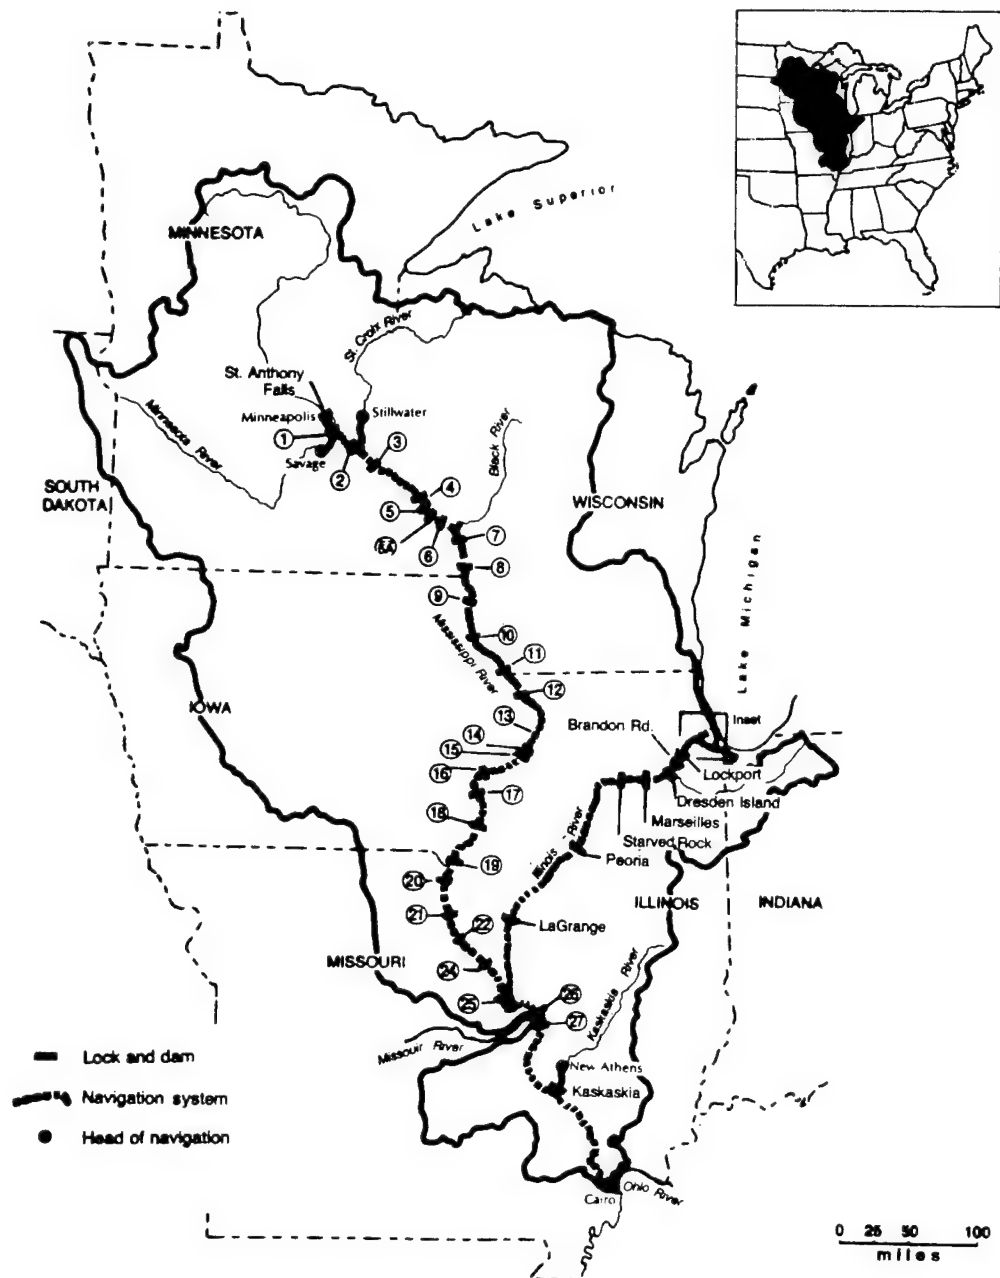 Lake Superior
MINNESOTA
St. Croix River
St. Anthony
Falls
Minneapolis
Stillwater
1
Savage
2
3
Minnesota River
Black River
4
5
5A
6
7
SOUTH
DAKOTA
WISCONSIN
8
9
10
Mississippi River
11
12
Lake Michigan
IOWA
13
14
15
16
17
18
Brandon Rd.
Inset
Lockport
Dresden Island
Marseilles
Starved Rock
Peoria
Illinois River
19
20
21
22
LaGrange
ILLINOIS
INDIANA
MISSOURI
24
25
26
27
Kaskaskia River
Missouir River
New Athens
Kaskaskia
Lock and dam
Navigation system
Head of navigation
Cairo
Ohio River
0 25 50 100
miles